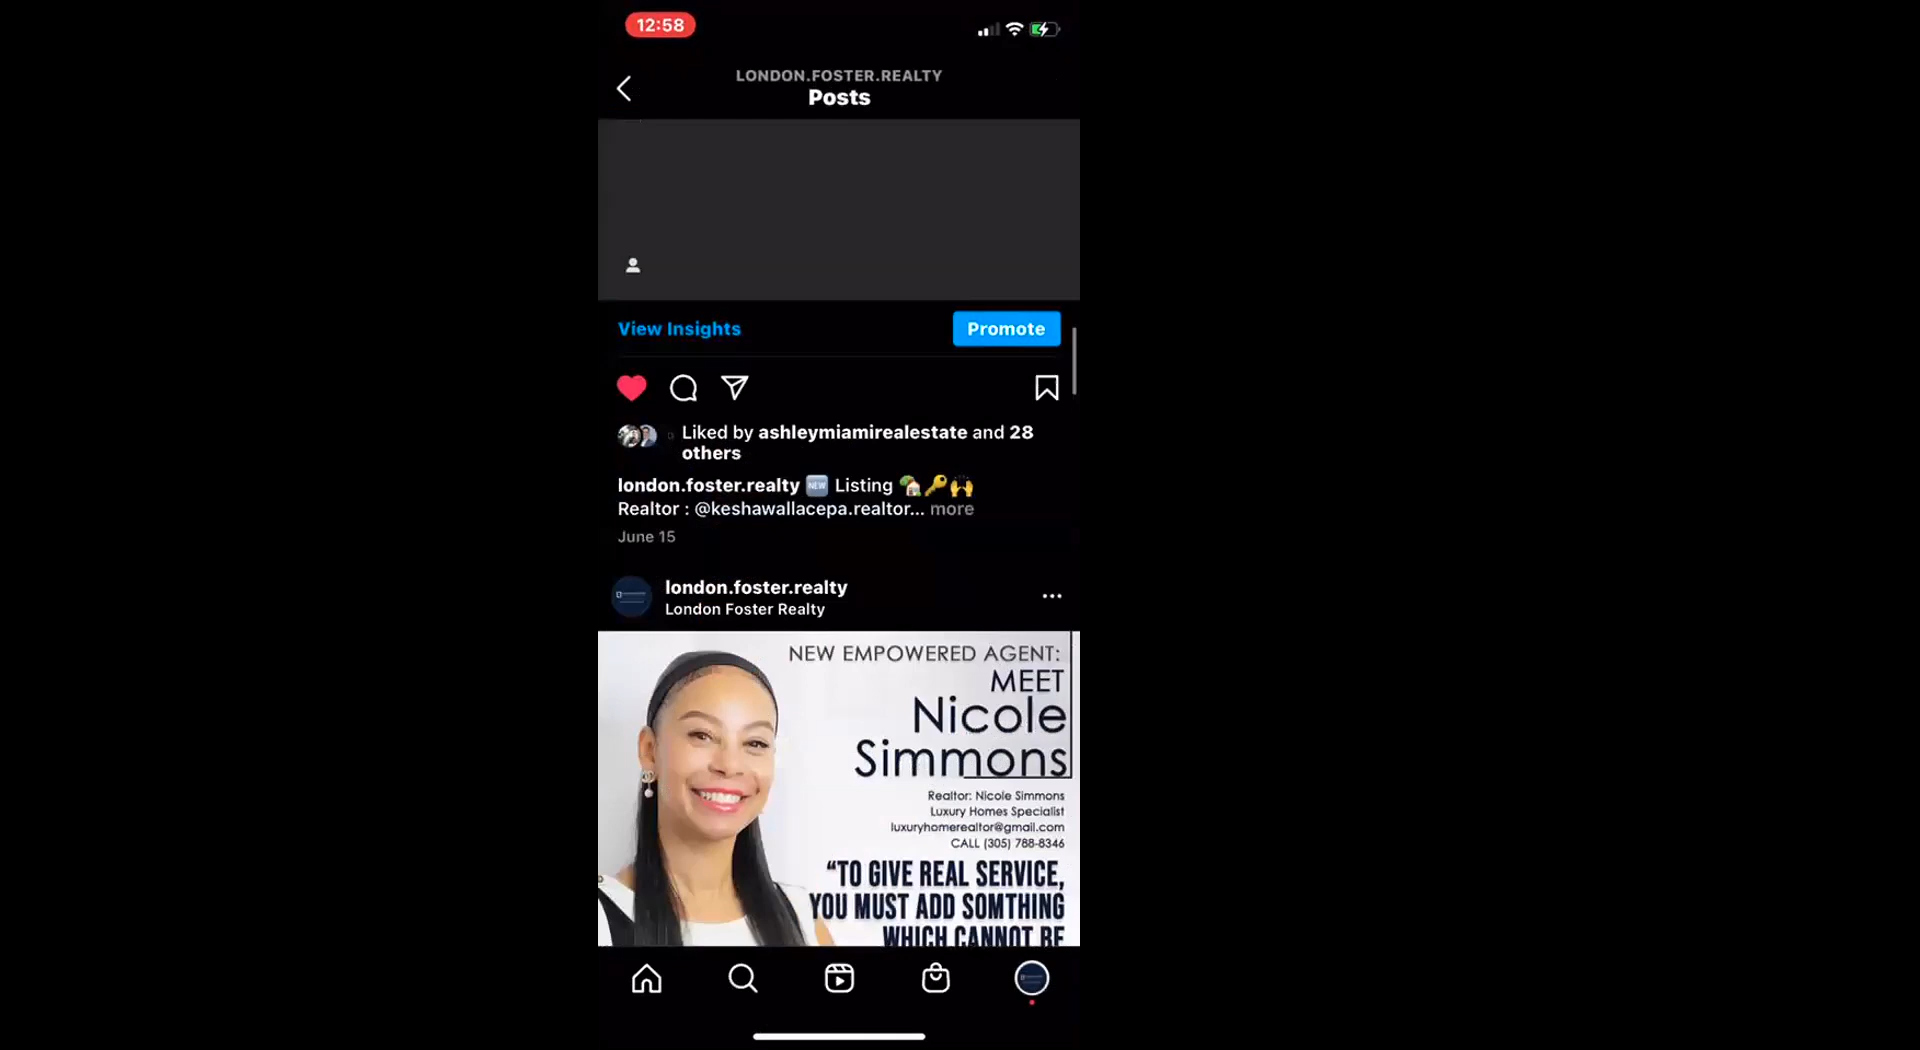 12:58
LONDON.FOSTER.REALTY
Posts
View Insights
Promote
Liked by ashleymiamirealestate and 28
others
london.foster.realty 🆕 Listing 🏡🔑🙌
Realtor : @keshawallacepa.realtor... more
June 15
london.foster.realty
London Foster Realty
NEW EMPOWERED AGENT:
MEET
Nicole
Simmons
Realtor: Nicole Simmons
Luxury Homes Specialist
luxuryhomerealtor@gmail.com
CALL (305) 788-8346
“TO GIVE REAL SERVICE,
YOU MUST ADD SOMTHING
WHICH CANNOT BE